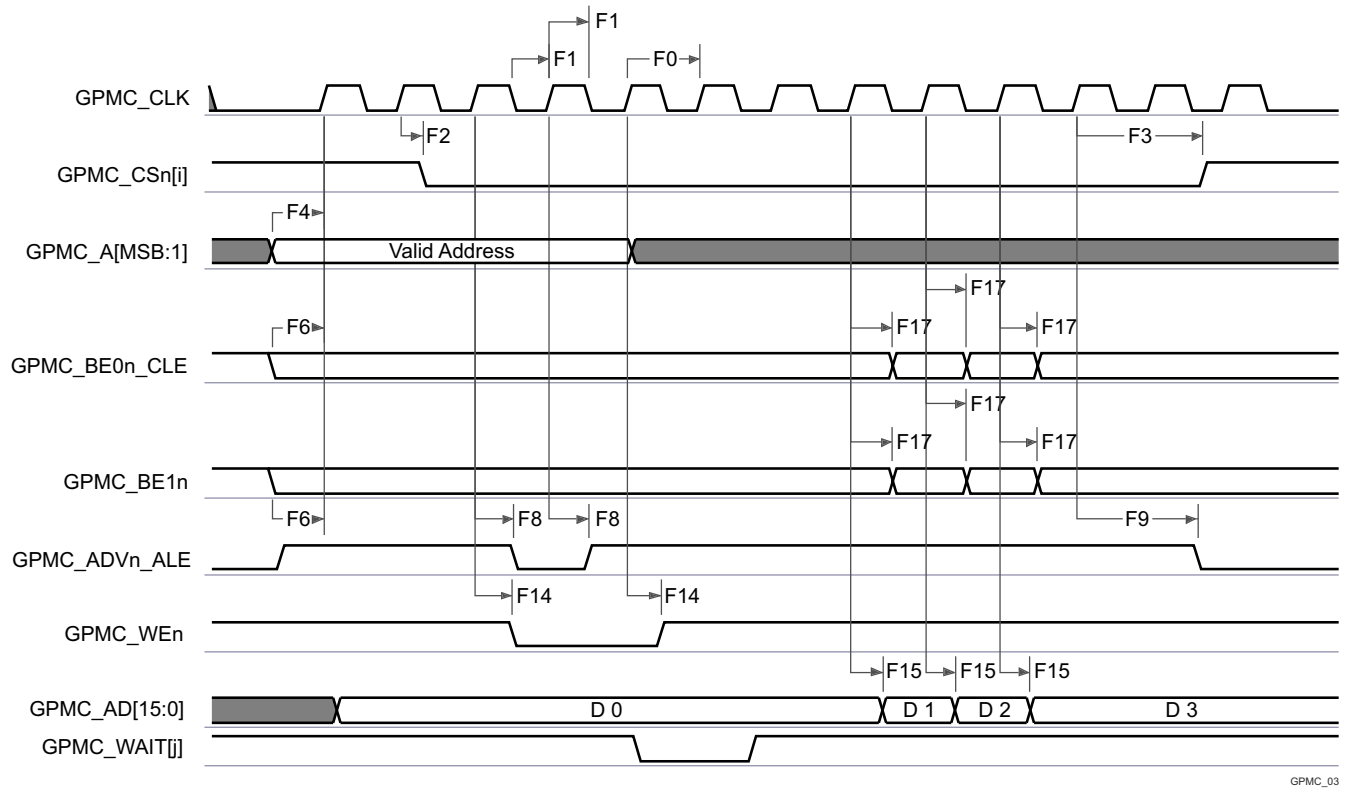 F1
F1 F0
GPMC_CLK
F2 F3
GPMC_CSn[i]
F4
GPMC_A[MSB:1] Valid Address
F17
F6 F17 F17
GPMC_BE0n_CLE
F17
F17 F17
GPMC_BE1n
F6 F8 F8 F9
GPMC_ADVn_ALE
F14 F14
GPMC_WEn
F15 F15 F15
GPMC_AD[15:0] D 0 D 1 D 2 D 3
GPMC_WAIT[j]
GPMC_03